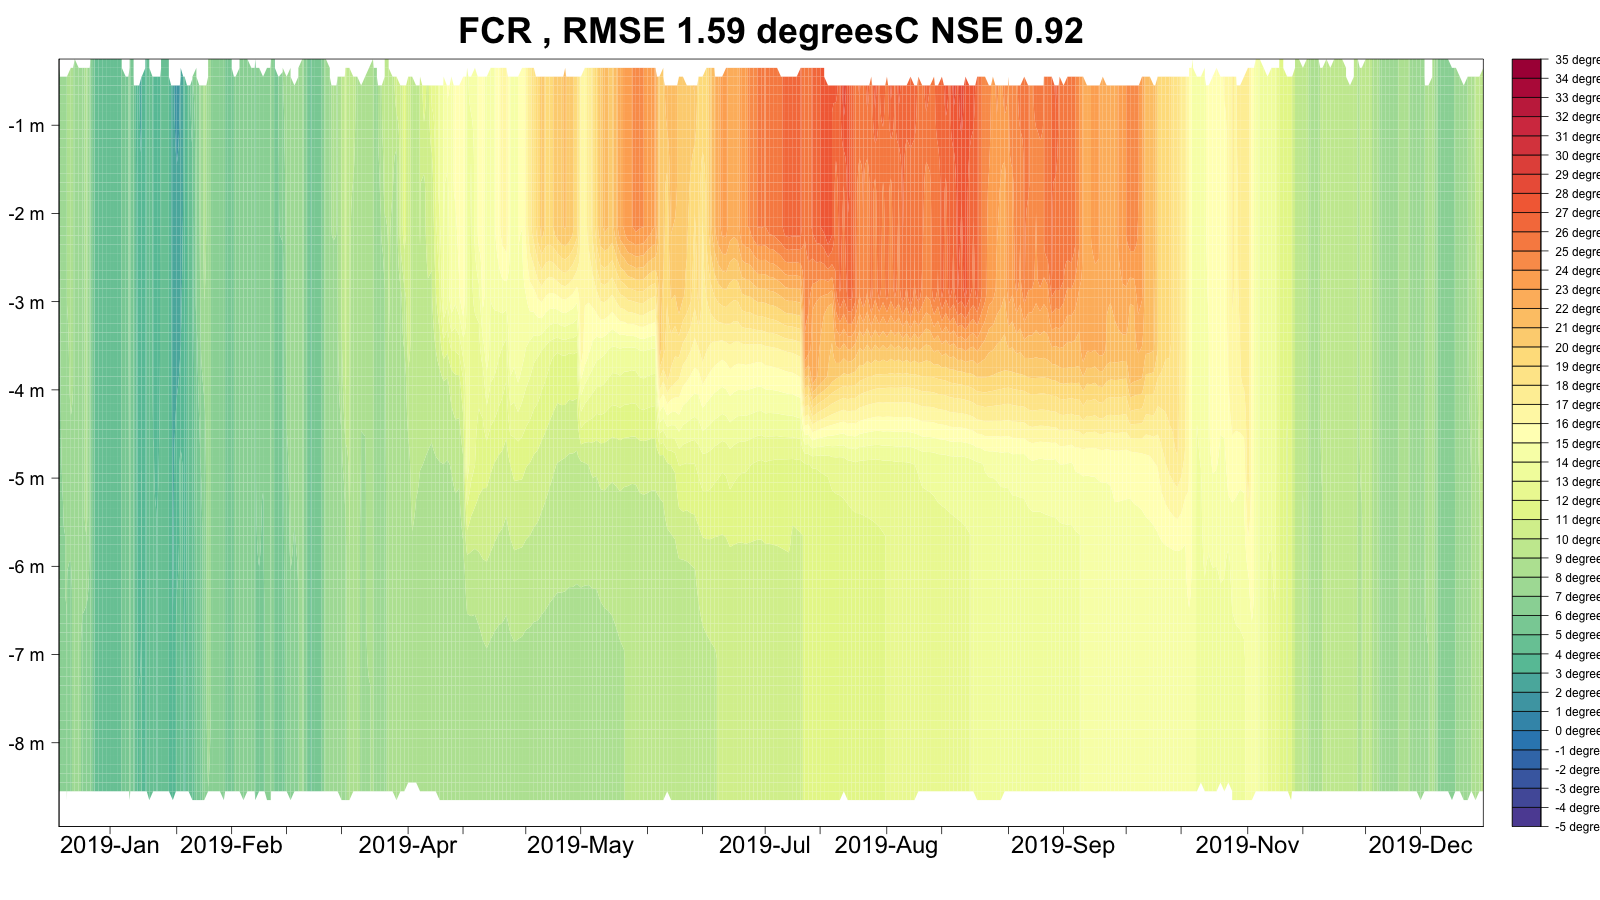 FCR , RMSE 1.59 degreesC NSE 0.92
-1 m
-2 m
-3 m
-4 m
-5 m
-6 m
-7 m
-8 m
2019-Jan 2019-Feb 2019-Apr 2019-May 2019-Jul 2019-Aug 2019-Sep 2019-Nov 2019-Dec
35 degre
34 degre
33 degre
32 degre
31 degre
30 degre
29 degre
28 degre
27 degre
26 degre
25 degre
24 degre
23 degre
22 degre
21 degre
20 degre
19 degre
18 degre
17 degre
16 degre
15 degre
14 degre
13 degre
12 degre
11 degre
10 degre
9 degree
8 degree
7 degree
6 degree
5 degree
4 degree
3 degree
2 degree
1 degree
0 degree
-1 degre
-2 degre
-3 degre
-4 degre
-5 degre